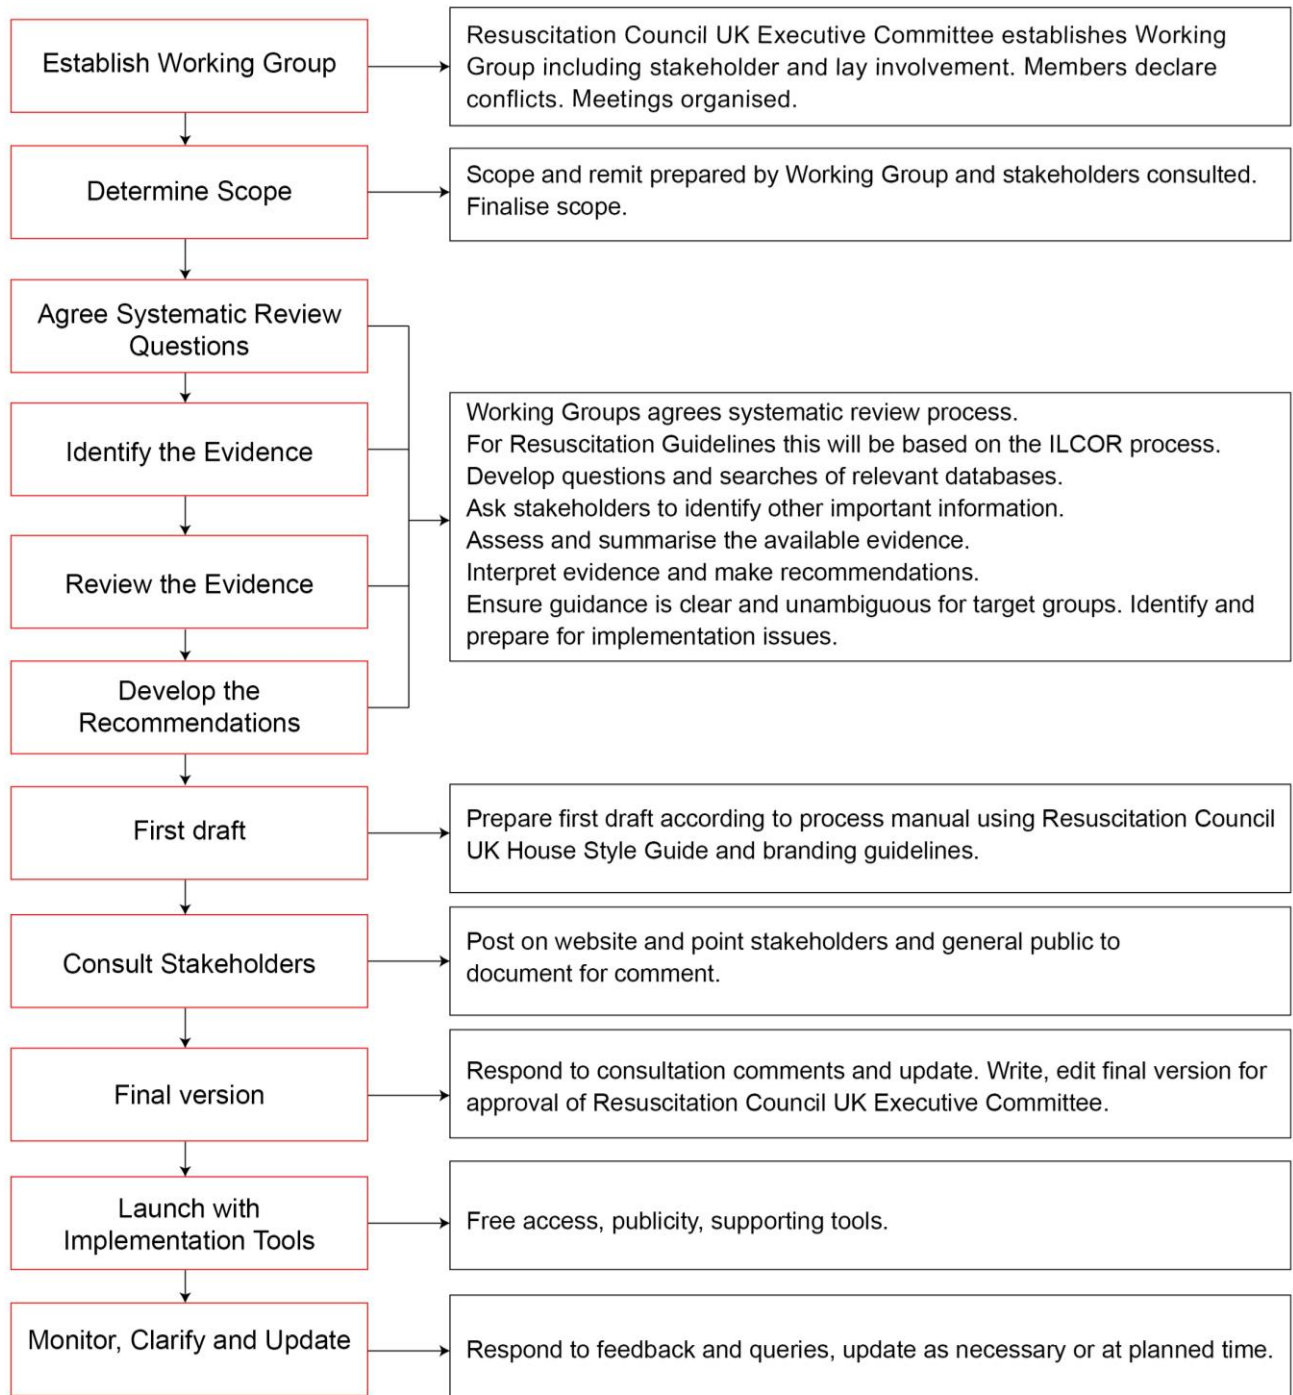 Establish Working Group
Resuscitation Council UK Executive Committee establishes Working
Group including stakeholder and lay involvement. Members declare
conflicts. Meetings organised.
Determine Scope
Scope and remit prepared by Working Group and stakeholders consulted.
Finalise scope.
Agree Systematic Review
Questions
Identify the Evidence
Review the Evidence
Develop the
Recommendations
Working Groups agrees systematic review process.
For Resuscitation Guidelines this will be based on the ILCOR process.
Develop questions and searches of relevant databases.
Ask stakeholders to identify other important information.
Assess and summarise the available evidence.
Interpret evidence and make recommendations.
Ensure guidance is clear and unambiguous for target groups. Identify and
prepare for implementation issues.
First draft
Prepare first draft according to process manual using Resuscitation Council
UK House Style Guide and branding guidelines.
Consult Stakeholders
Post on website and point stakeholders and general public to
document for comment.
Final version
Respond to consultation comments and update. Write, edit final version for
approval of Resuscitation Council UK Executive Committee.
Launch with
Implementation Tools
Free access, publicity, supporting tools.
Monitor, Clarify and Update
Respond to feedback and queries, update as necessary or at planned time.